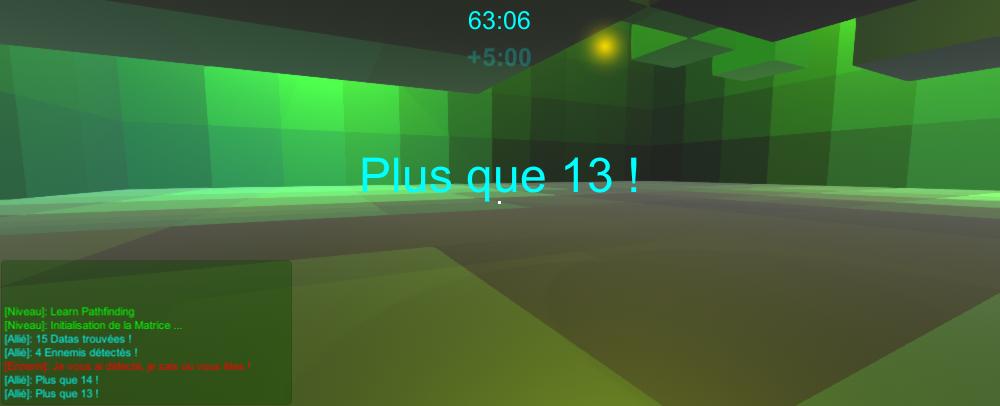 63:06
+5:00
Plus que 13 !
[Niveau]: Learn Pathfinding
[Niveau]: Initialisation de la Matrice ...
[Allié]: 15 Datas trouvées !
[Allié]: 4 Ennemis détectés !
[Ennemi]: Je vous ai détecté, je sais où vous êtes !
[Allié]: Plus que 14 !
[Allié]: Plus que 13 !